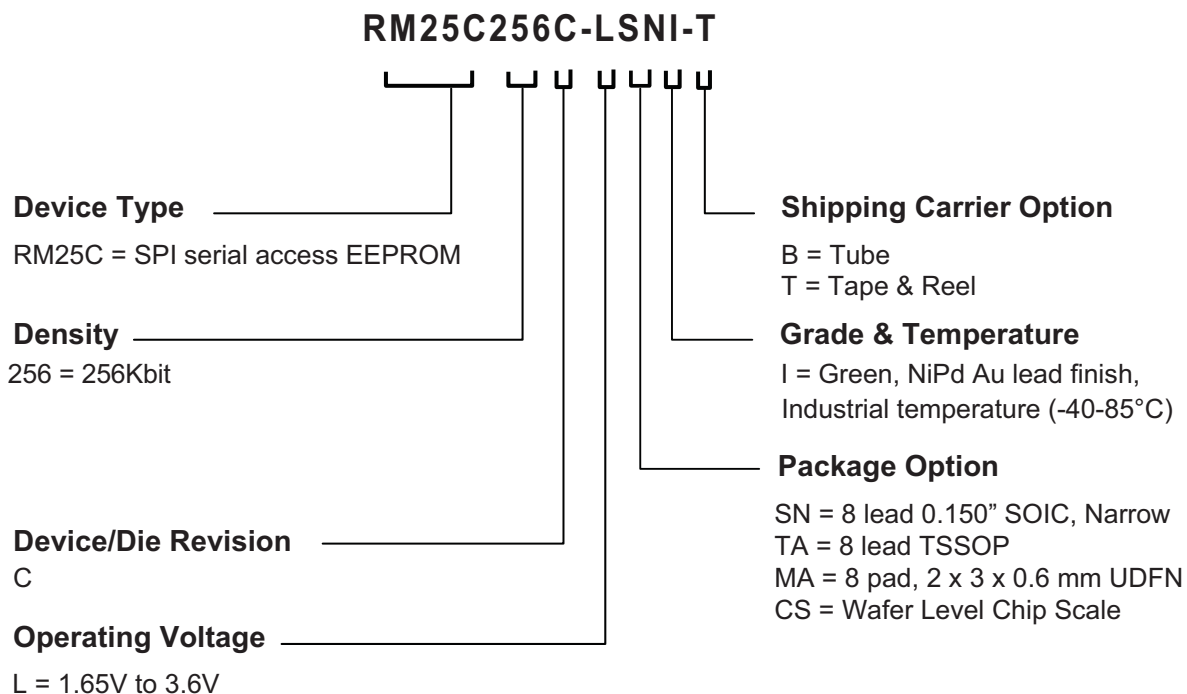 RM25C256C-LSNI-T
Device Type
RM25C = SPI serial access EEPROM
Density
256 = 256Kbit
Device/Die Revision
C
Operating Voltage
L = 1.65V to 3.6V
Shipping Carrier Option
B = Tube
T = Tape & Reel
Grade & Temperature
I = Green, NiPd Au lead finish,
Industrial temperature (-40-85°C)
Package Option
SN = 8 lead 0.150” SOIC, Narrow
TA = 8 lead TSSOP
MA = 8 pad, 2 x 3 x 0.6 mm UDFN
CS = Wafer Level Chip Scale